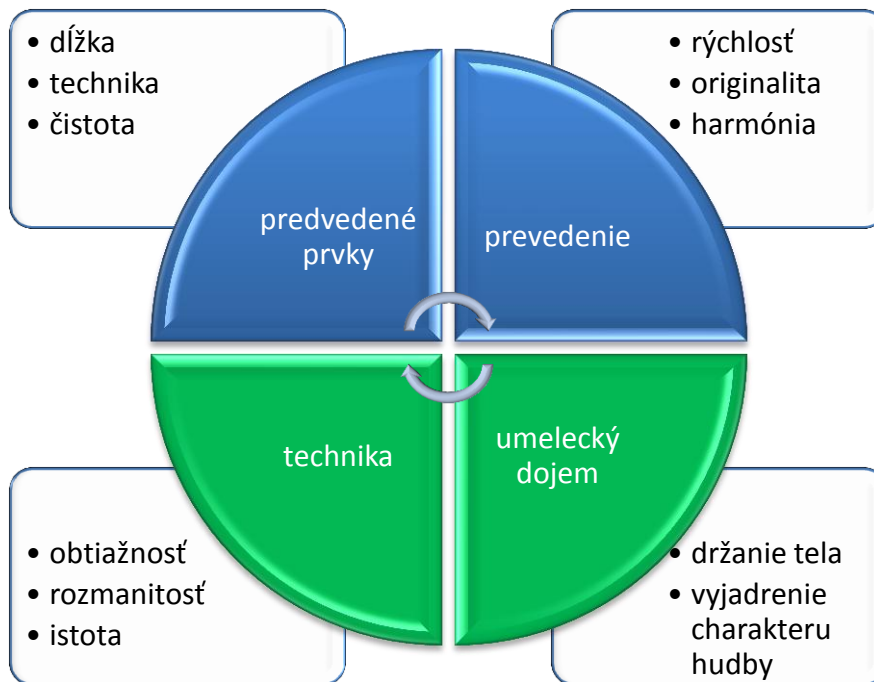 • dĺžka
• technika
• čistota
• rýchlosť
• originalita
• harmónia
predvedené
prvky
prevedenie
technika
umelecký
dojem
• obtiažnosť
• rozmanitosť
• istota
• držanie tela
• vyjadrenie
charakteru
hudby